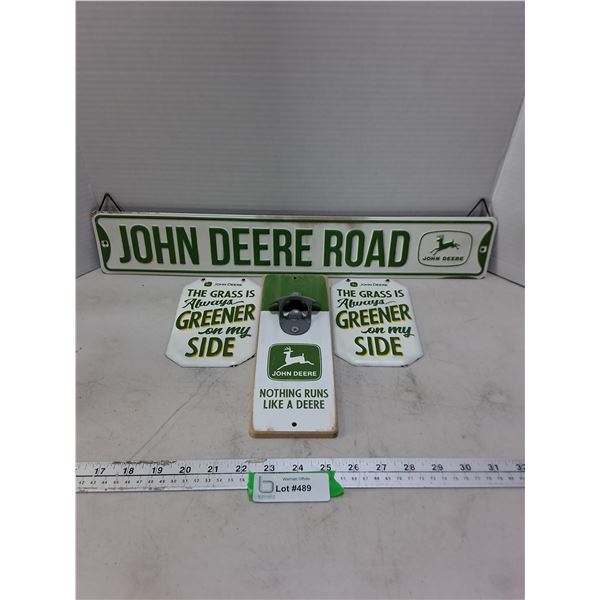 JOHN DEERE ROAD
JOHN DEERE
JOHN DEERE
THE GRASS IS
Always
GREENER
on my
SIDE
JOHN DEERE
NOTHING RUNS
LIKE A DEERE
JOHN DEERE
THE GRASS IS
Always
GREENER
on my
SIDE
17 18 19 20 21 22 23 24 25 26 27 28 29 30 31 32
Lot #489